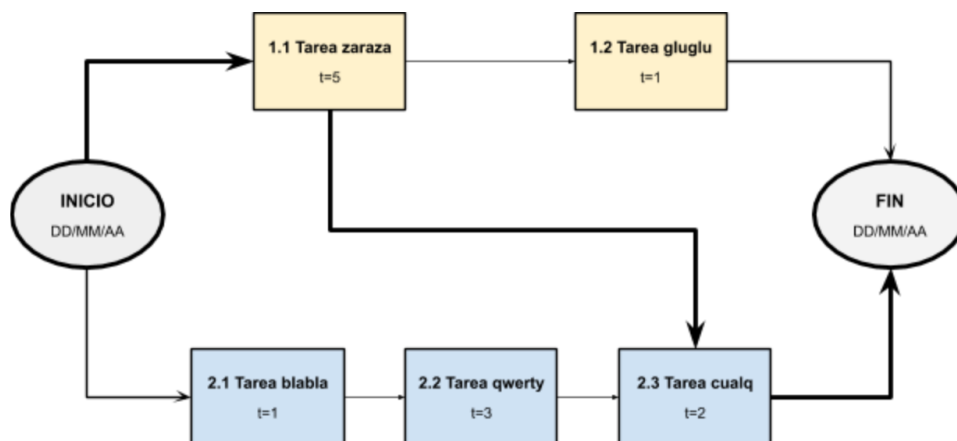 1.1 Tarea zaraza
t=5
1.2 Tarea gluglu
t=1
INICIO
DD/MM/AA
FIN
DD/MM/AA
2.1 Tarea blabla
t=1
2.2 Tarea qwerty
t=3
2.3 Tarea cualq
t=2